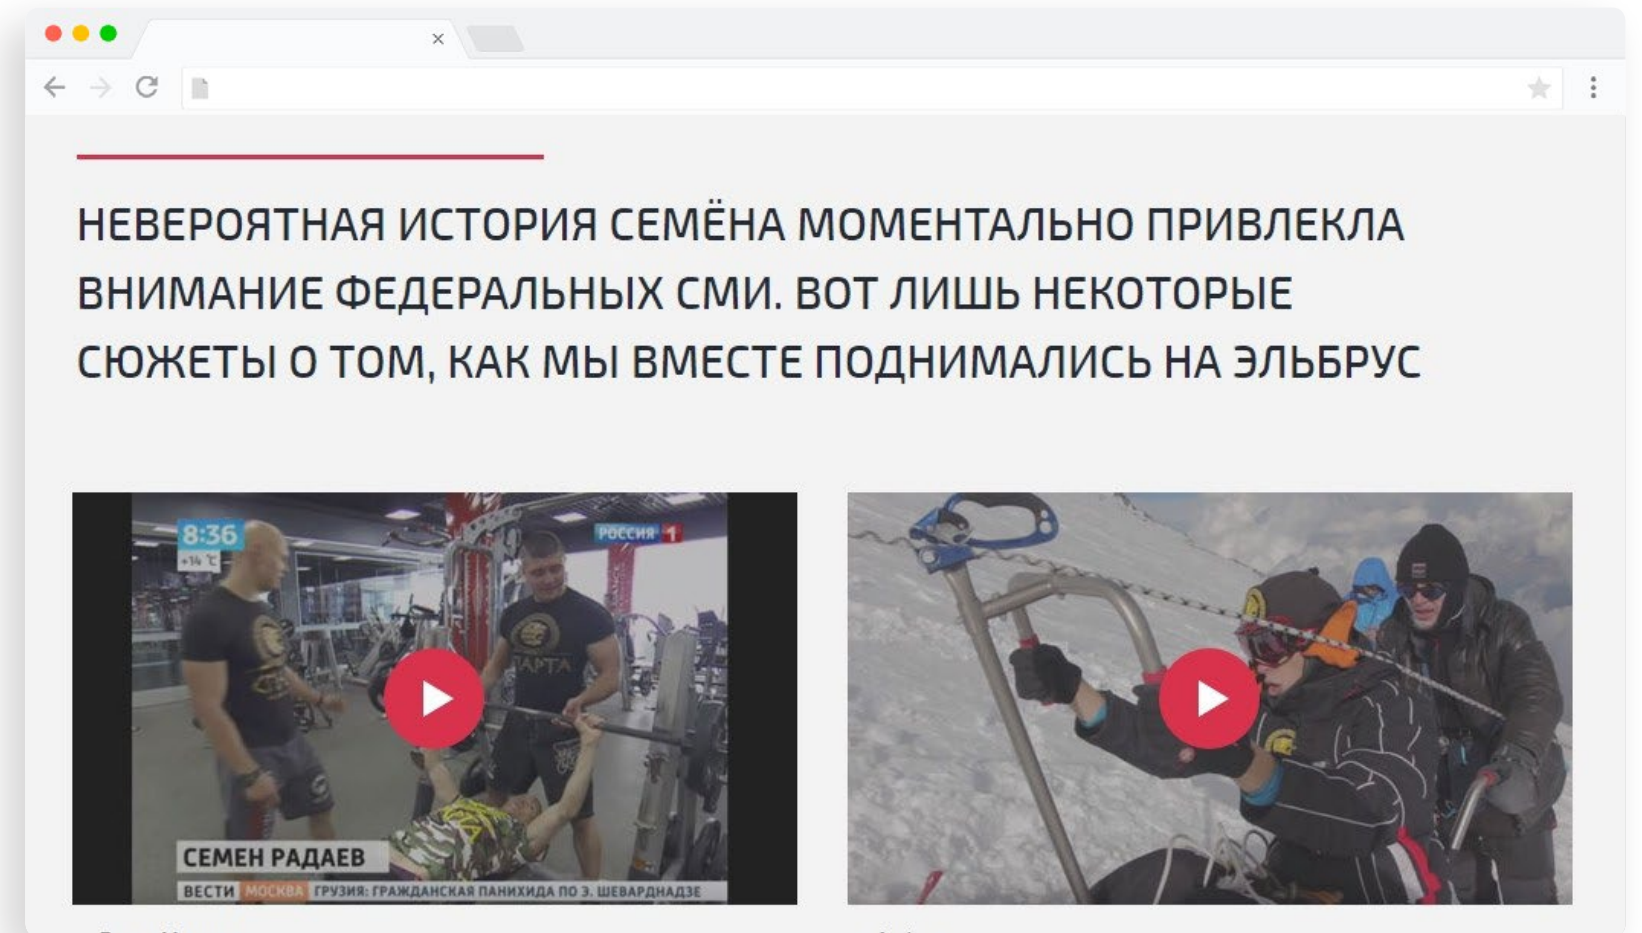 НЕВЕРОЯТНАЯ ИСТОРИЯ СЕМЁНА МОМЕНТАЛЬНО ПРИВЛЕКЛА
ВНИМАНИЕ ФЕДЕРАЛЬНЫХ СМИ. ВОТ ЛИШЬ НЕКОТОРЫЕ
СЮЖЕТЫ О ТОМ, КАК МЫ ВМЕСТЕ ПОДНИМАЛИСЬ НА ЭЛЬБРУС
8:36
+14 °C
РОССИЯ 1
СЕМЕН РАДАЕВ
ВЕСТИ МОСКВА ГРУЗИЯ: ГРАЖДАНСКАЯ ПАНИХИДА ПО Э. ШЕВАРДНАДЗЕ